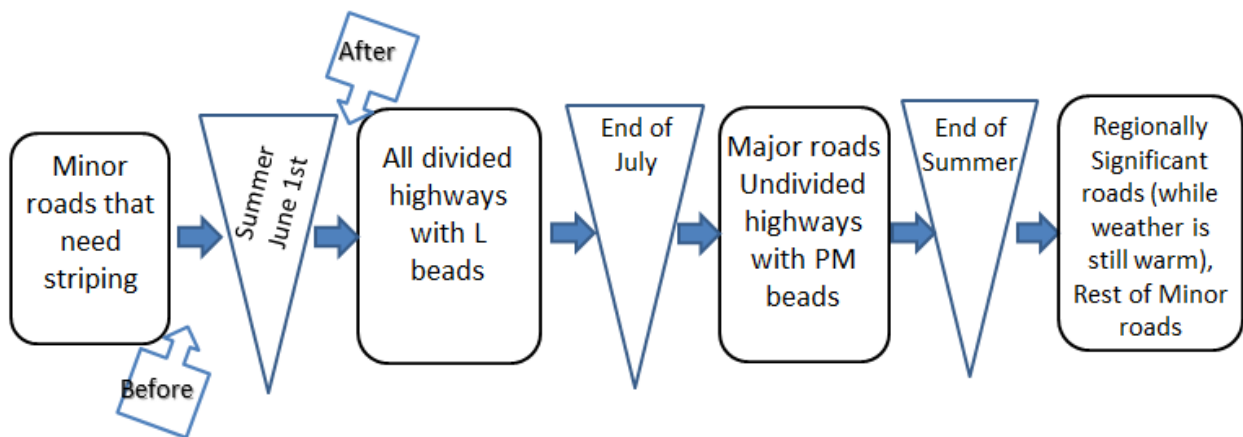 After
Before
Minor
roads that
need
striping
Summer
June 1st
All divided
highways
with L
beads
End of
July
Major roads
Undivided
highways
with PM
beads
End of
Summer
Regionally
Significant
roads (while
weather is
still warm),
Rest of Minor
roads